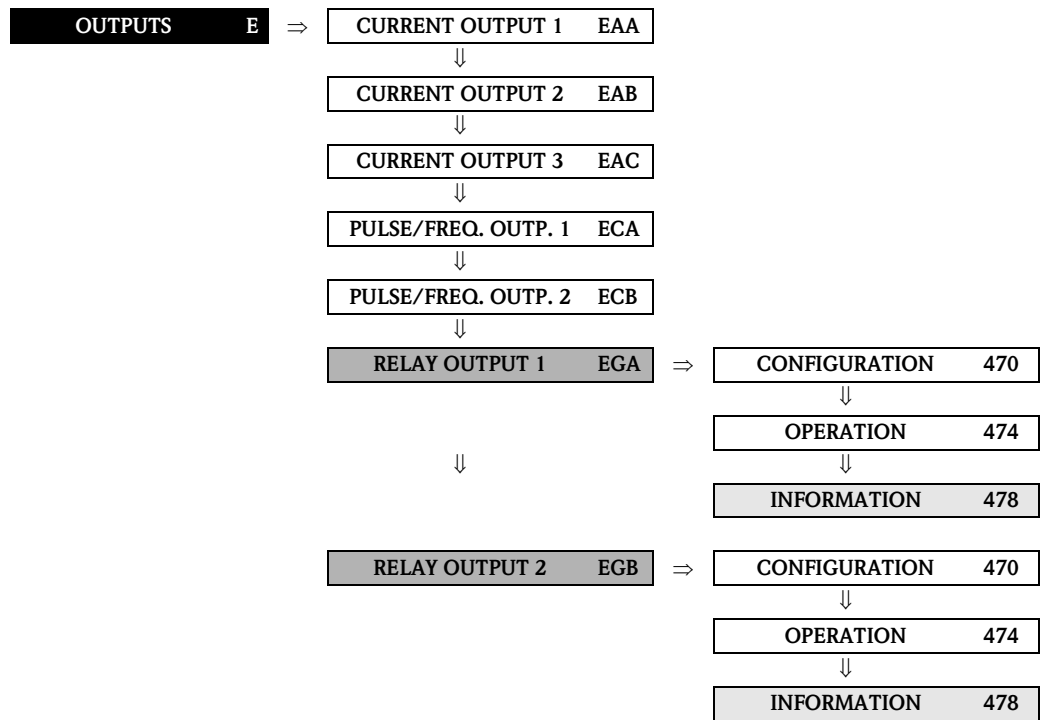 OUTPUTS E ⇒ CURRENT OUTPUT 1 EAA
⇓
CURRENT OUTPUT 2 EAB
⇓
CURRENT OUTPUT 3 EAC
⇓
PULSE/FREQ. OUTP. 1 ECA
⇓
PULSE/FREQ. OUTP. 2 ECB
⇓
RELAY OUTPUT 1 EGA ⇒ CONFIGURATION 470
⇓
OPERATION 474
⇓ ⇓
INFORMATION 478
RELAY OUTPUT 2 EGB ⇒ CONFIGURATION 470
⇓
OPERATION 474
⇓
INFORMATION 478